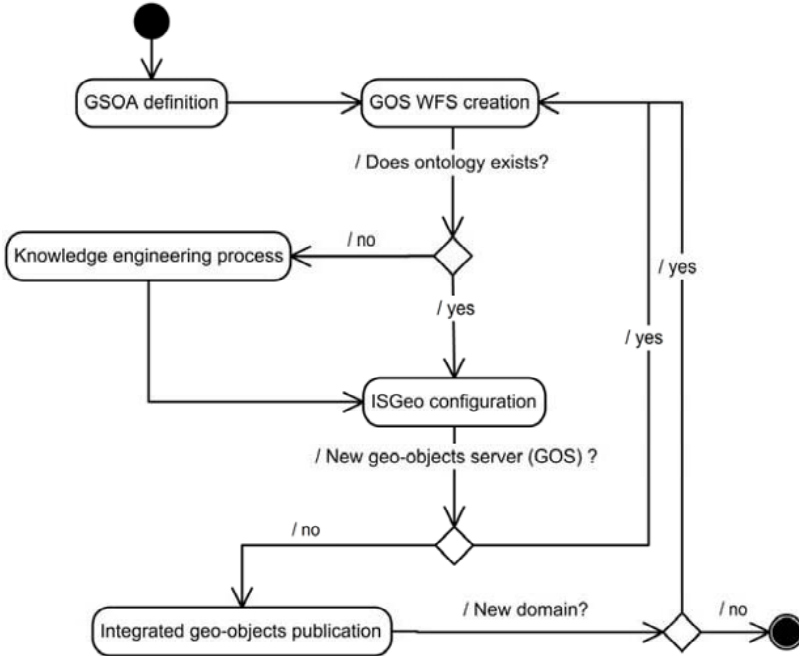 GSOA definition
GOS WFS creation
/ Does ontology exists?
/ no
Knowledge engineering process
/ yes
/ yes
/ yes
ISGeo configuration
/ New geo-objects server (GOS) ?
/ no
/ New domain?
/ no
Integrated geo-objects publication